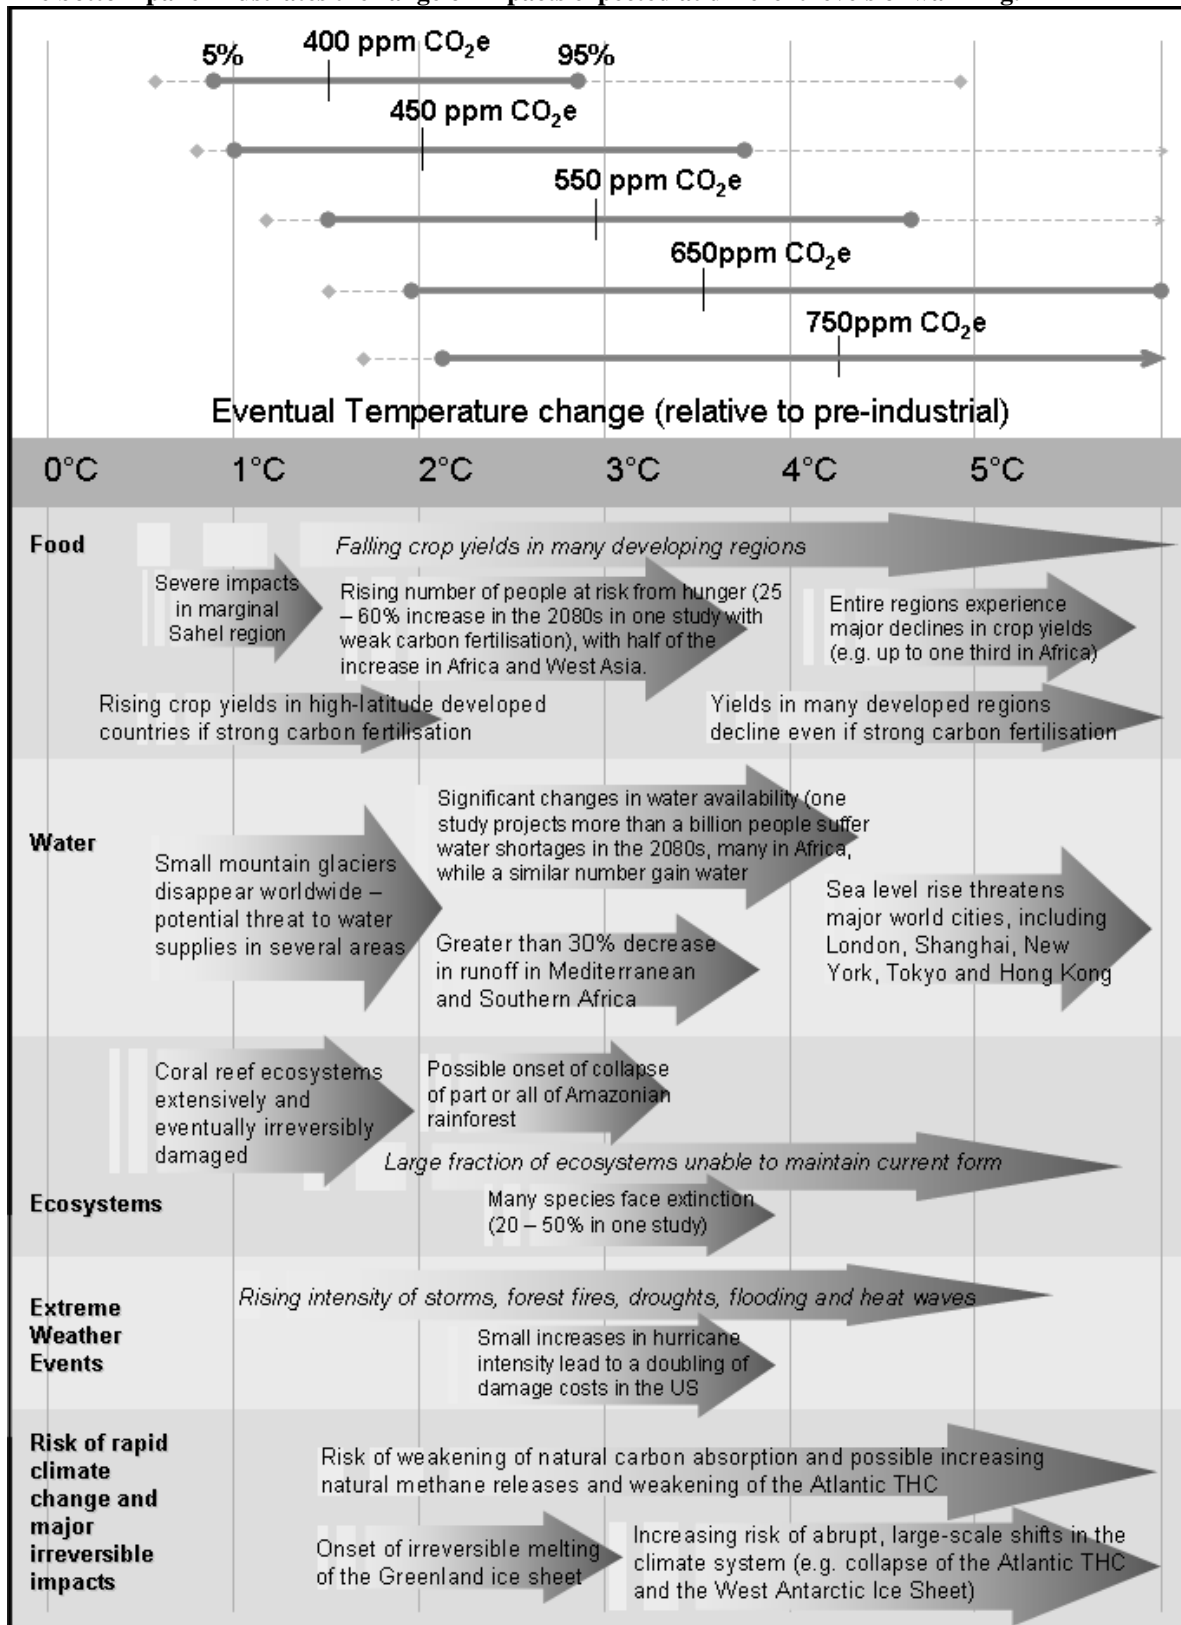 5%
400 ppm CO₂e
95%
450 ppm CO₂e
550 ppm CO₂e
650ppm CO₂e
750ppm CO₂e
Eventual Temperature change (relative to pre-industrial)
0°C 1°C 2°C 3°C 4°C 5°C
Food
Falling crop yields in many developing regions
Severe impacts
in marginal
Sahel region
Rising number of people at risk from hunger (25
– 60% increase in the 2080s in one study with
weak carbon fertilisation), with half of the
increase in Africa and West Asia.
Entire regions experience
major declines in crop yields
(e.g. up to one third in Africa)
Rising crop yields in high-latitude developed
countries if strong carbon fertilisation
Yields in many developed regions
decline even if strong carbon fertilisation
Water
Small mountain glaciers
disappear worldwide –
potential threat to water
supplies in several areas
Significant changes in water availability (one
study projects more than a billion people suffer
water shortages in the 2080s, many in Africa,
while a similar number gain water
Greater than 30% decrease
in runoff in Mediterranean
and Southern Africa
Sea level rise threatens
major world cities, including
London, Shanghai, New
York, Tokyo and Hong Kong
Ecosystems
Coral reef ecosystems
extensively and
eventually irreversibly
damaged
Possible onset of collapse
of part or all of Amazonian
rainforest
Large fraction of ecosystems unable to maintain current form
Many species face extinction
(20 – 50% in one study)
Extreme
Weather
Events
Rising intensity of storms, forest fires, droughts, flooding and heat waves
Small increases in hurricane
intensity lead to a doubling of
damage costs in the US
Risk of rapid
climate
change and
major
irreversible
impacts
Risk of weakening of natural carbon absorption and possible increasing
natural methane releases and weakening of the Atlantic THC
Onset of irreversible melting
of the Greenland ice sheet
Increasing risk of abrupt, large-scale shifts in the
climate system (e.g. collapse of the Atlantic THC
and the West Antarctic Ice Sheet)